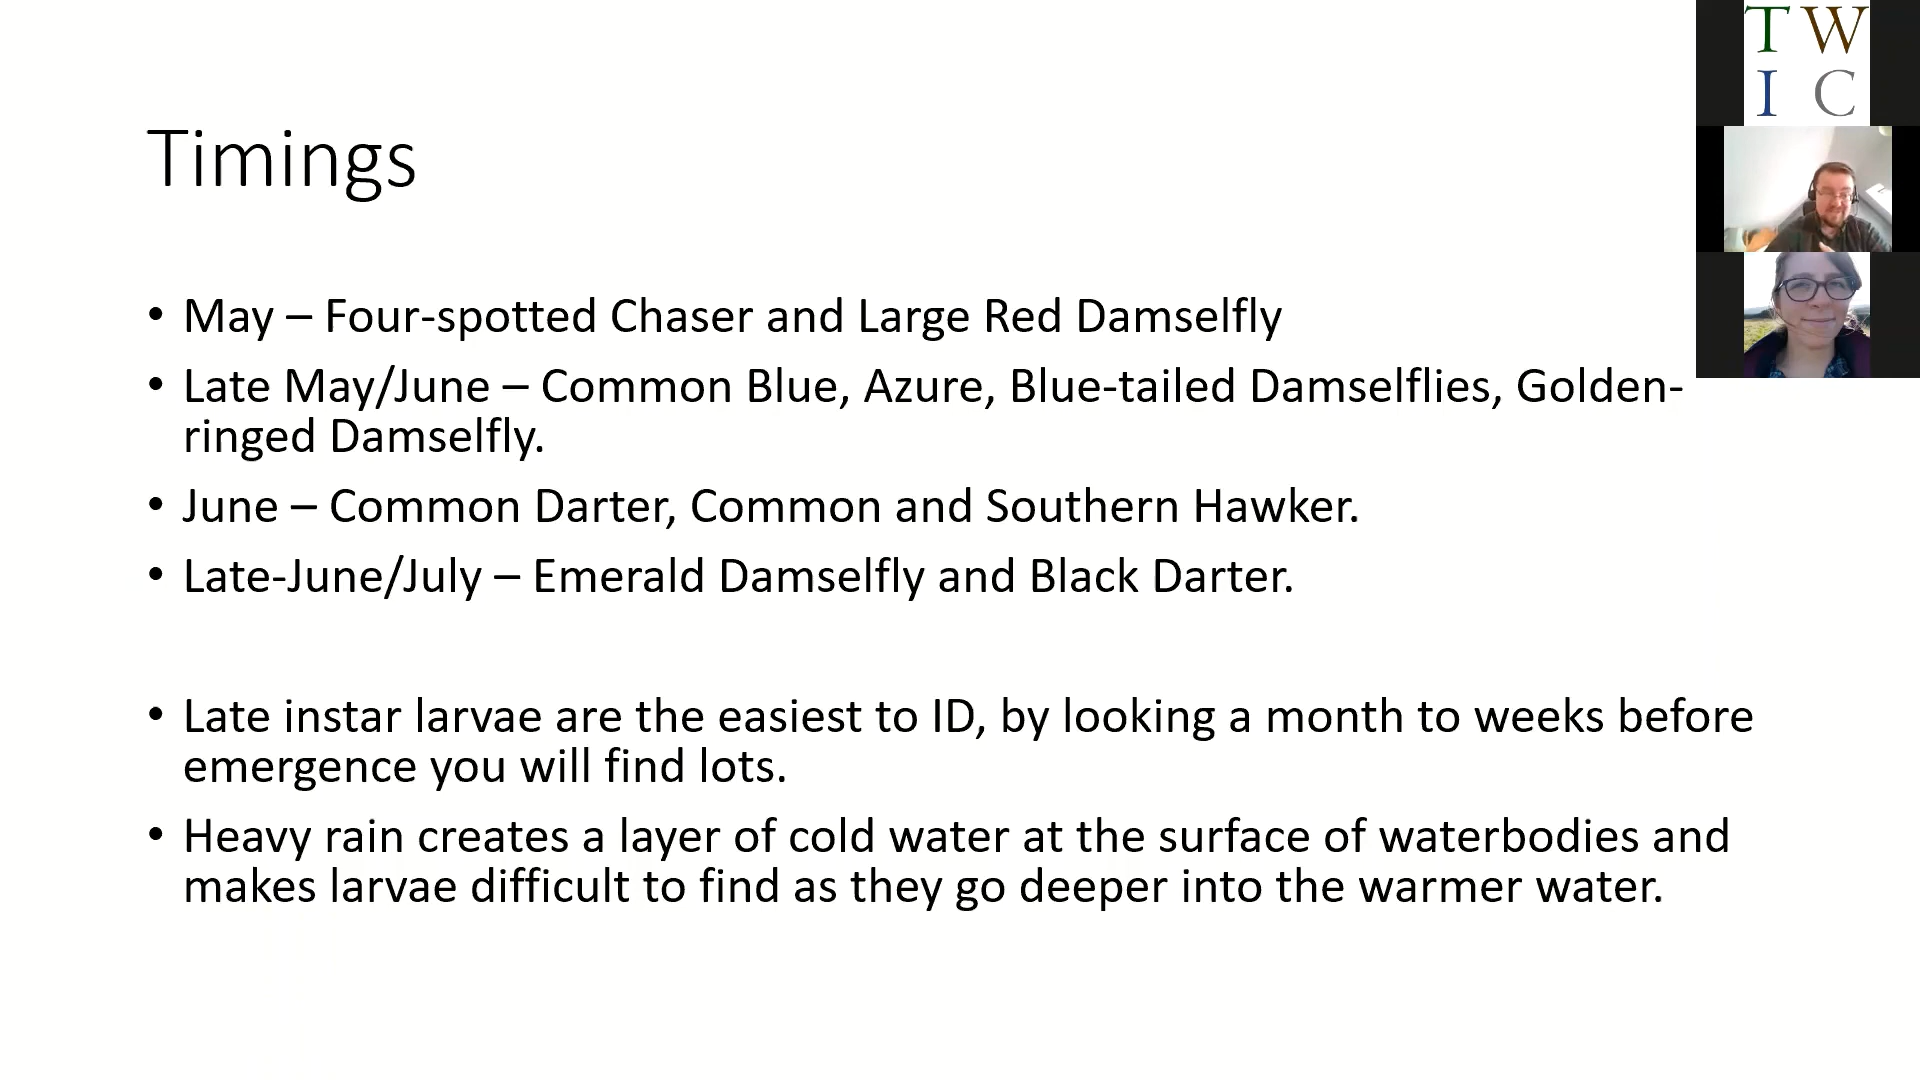 T W
I C
Timings
• May – Four-spotted Chaser and Large Red Damselfly
• Late May/June – Common Blue, Azure, Blue-tailed Damselflies, Golden-
ringed Damselfly.
• June – Common Darter, Common and Southern Hawker.
• Late-June/July – Emerald Damselfly and Black Darter.
• Late instar larvae are the easiest to ID, by looking a month to weeks before
emergence you will find lots.
• Heavy rain creates a layer of cold water at the surface of waterbodies and
makes larvae difficult to find as they go deeper into the warmer water.